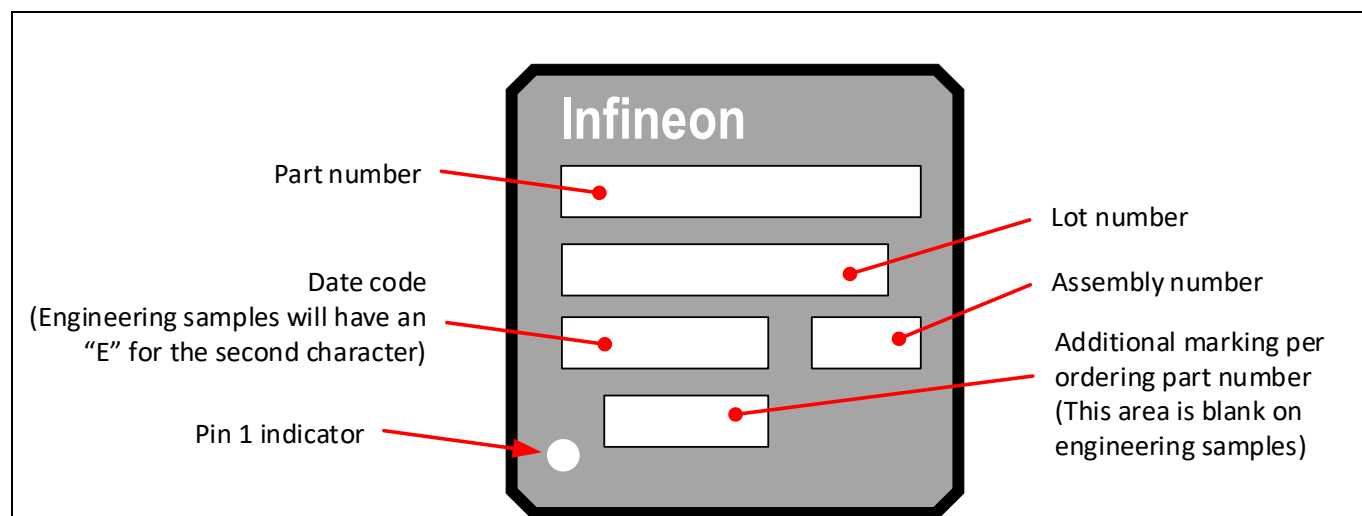 Infineon
Part number
Lot number
Date code
(Engineering samples will have an
“E” for the second character)
Assembly number
Additional marking per
ordering part number
(This area is blank on
engineering samples)
Pin 1 indicator